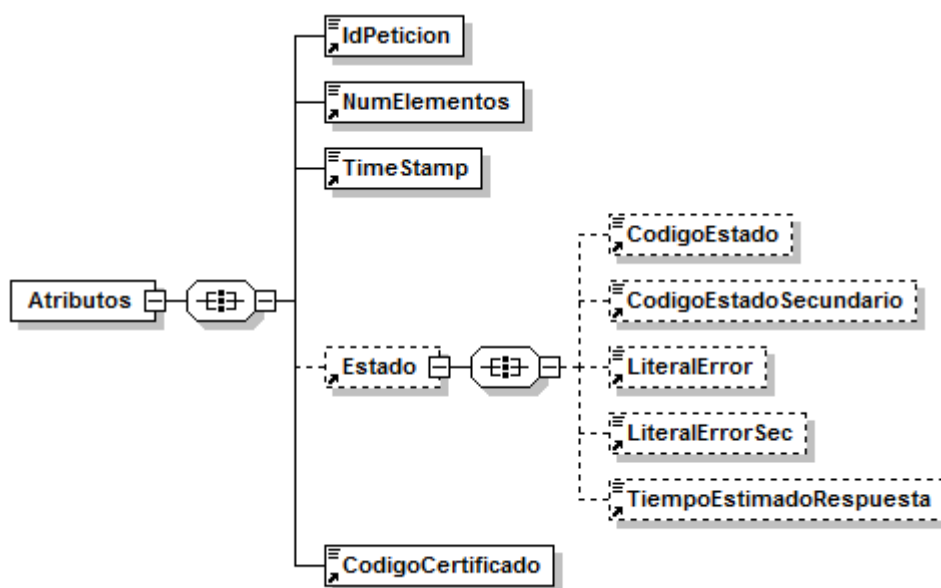 IdPeticion
NumElementos
TimeStamp
CodigoEstado
Atributos
CodigoEstadoSecundario
Estado
LiteralError
LiteralErrorSec
TiempoEstimadoRespuesta
CodigoCertificado